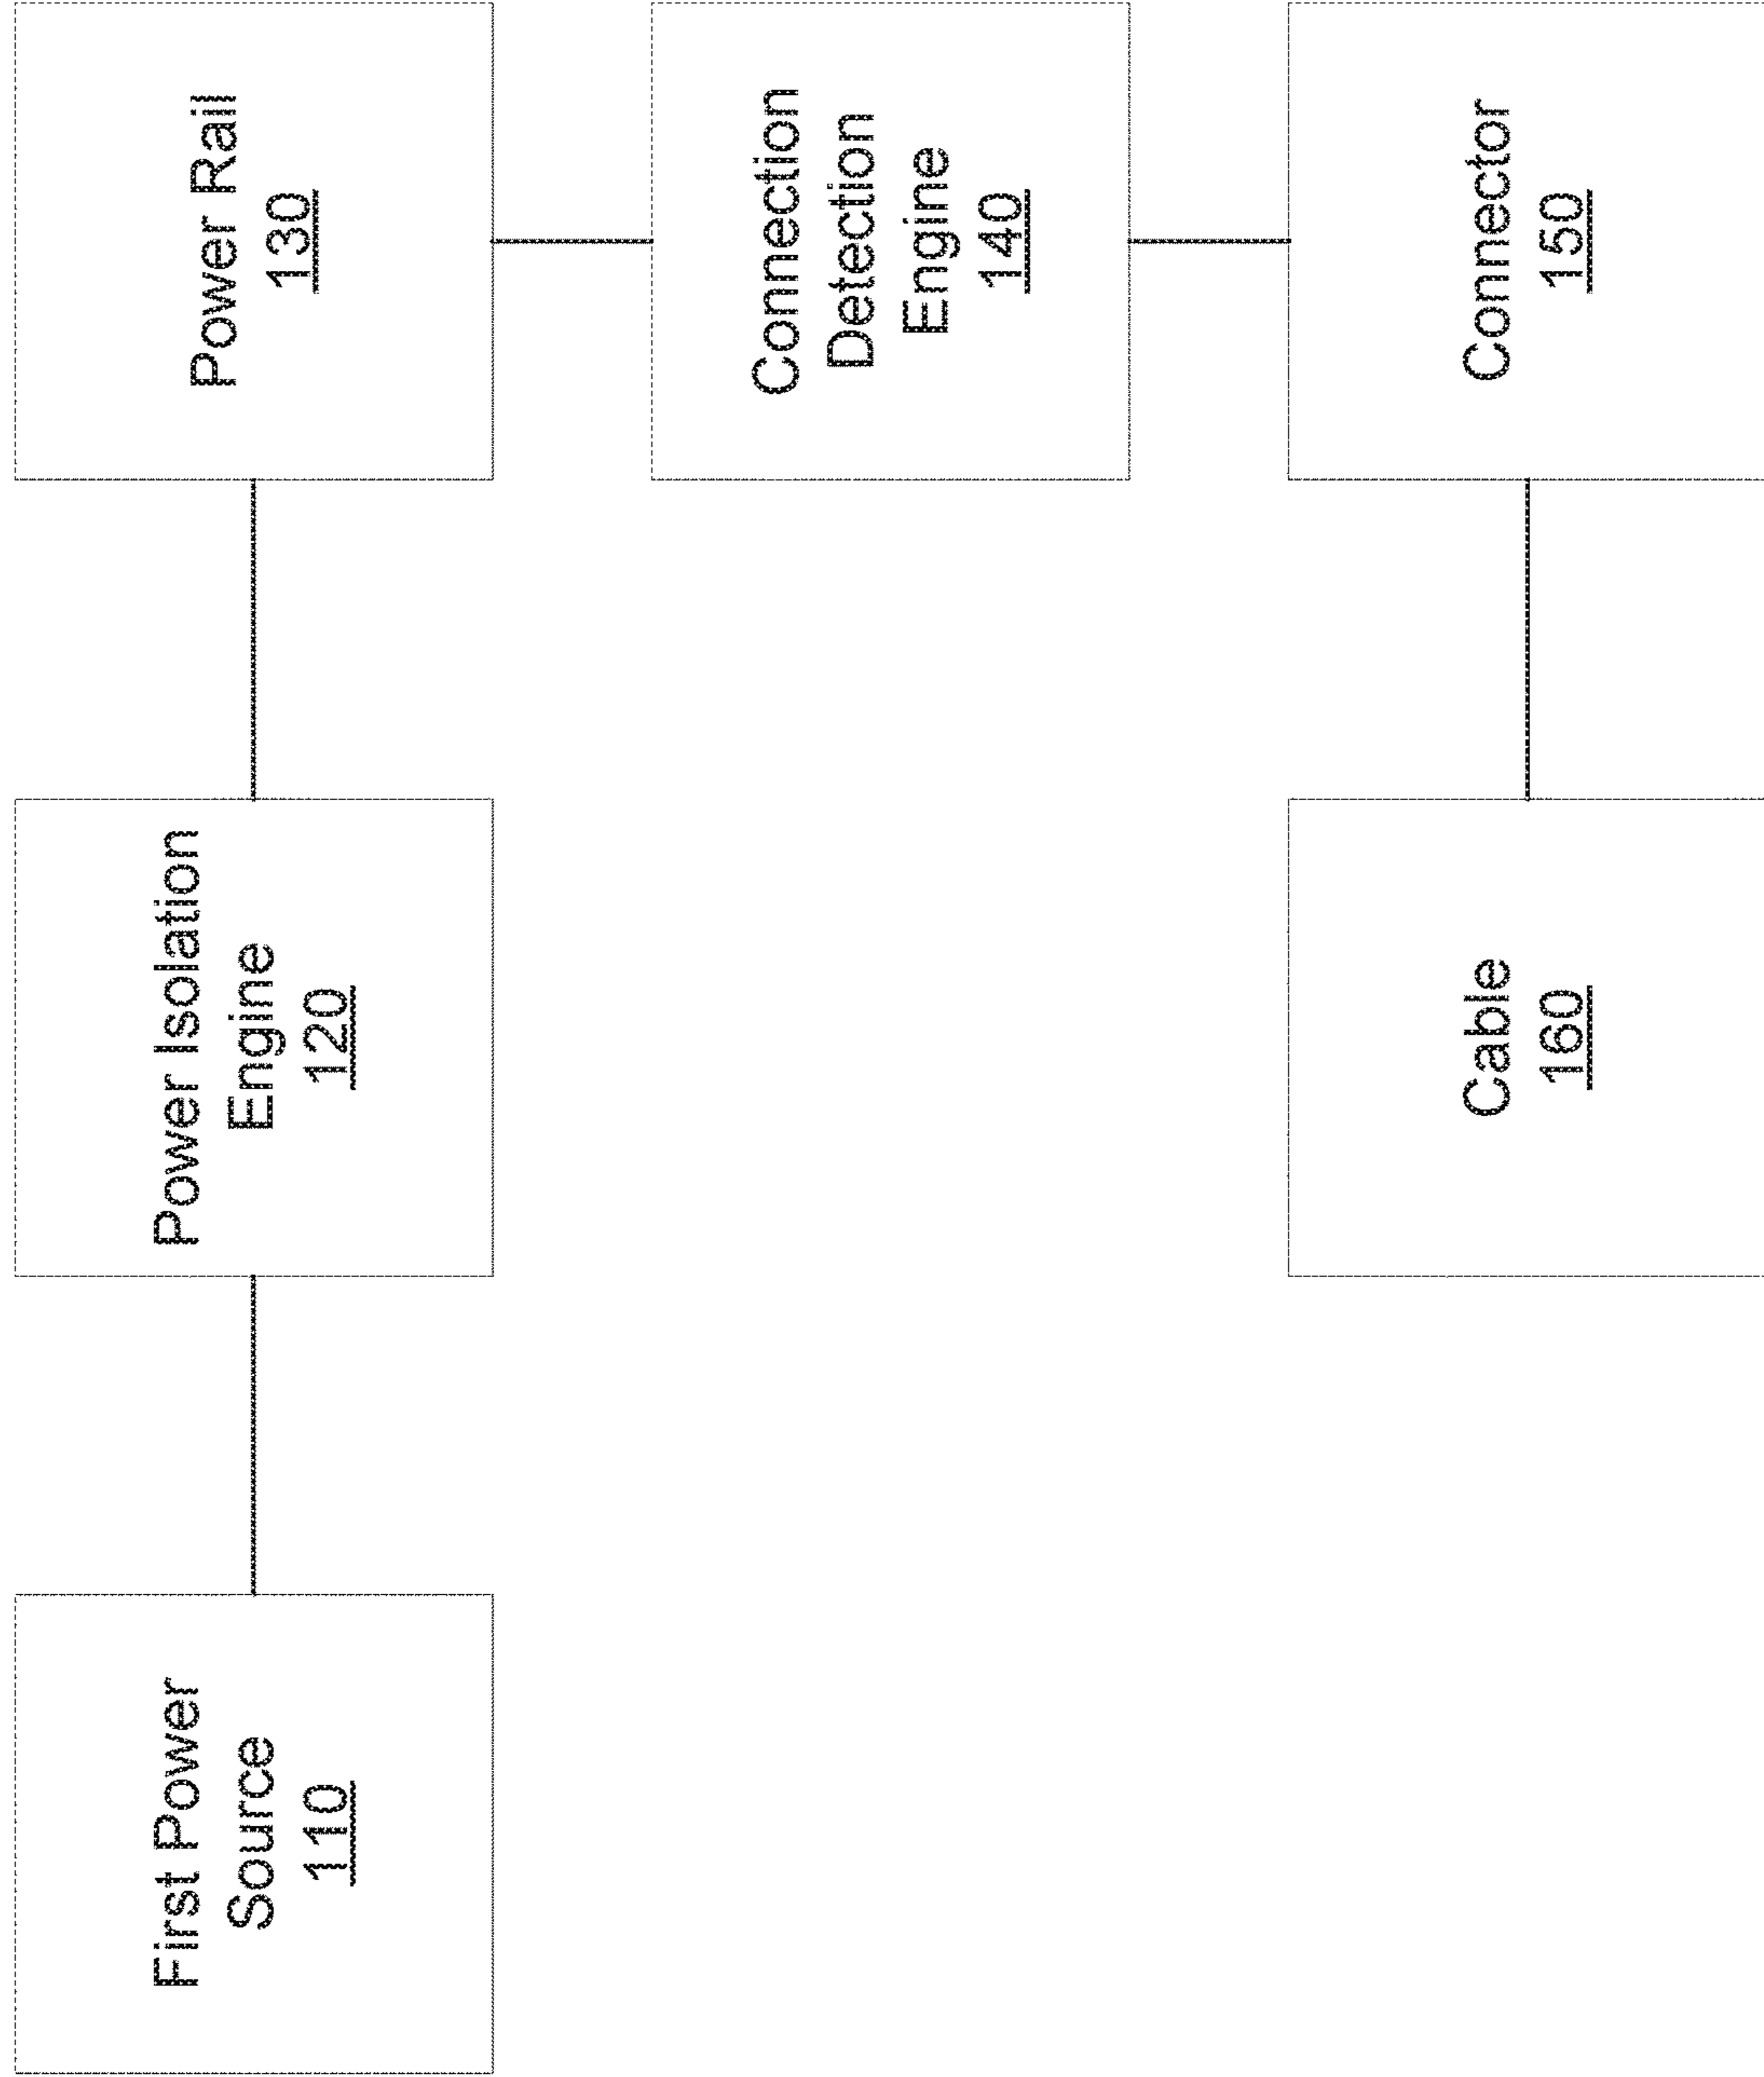 First Power
Source
110
Power Isolation
Engine
120
Power Rail
130
Connection
Detection
Engine
140
Connector
150
Cable
160